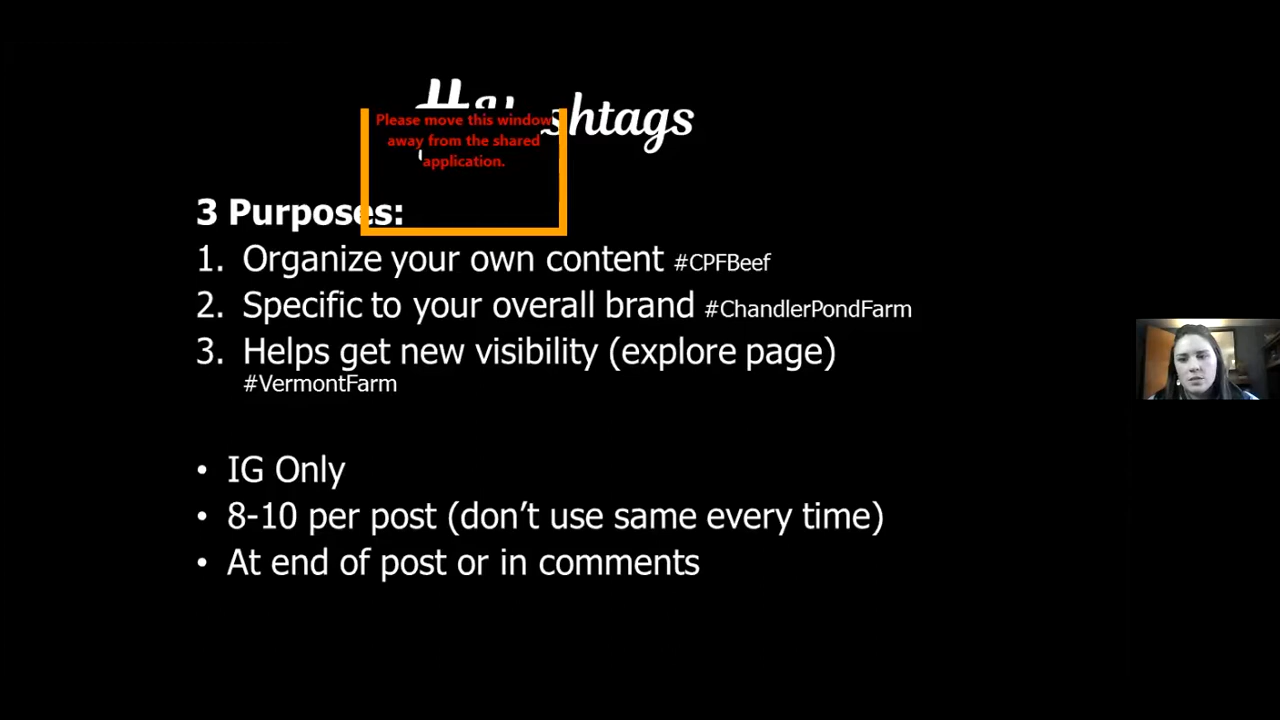 shtags
Please move this window
away from the shared
application.
3 Purposes:
1. Organize your own content #CPFBeef
2. Specific to your overall brand #ChandlerPondFarm
3. Helps get new visibility (explore page)
#VermontFarm
• IG Only
• 8-10 per post (don’t use same every time)
• At end of post or in comments